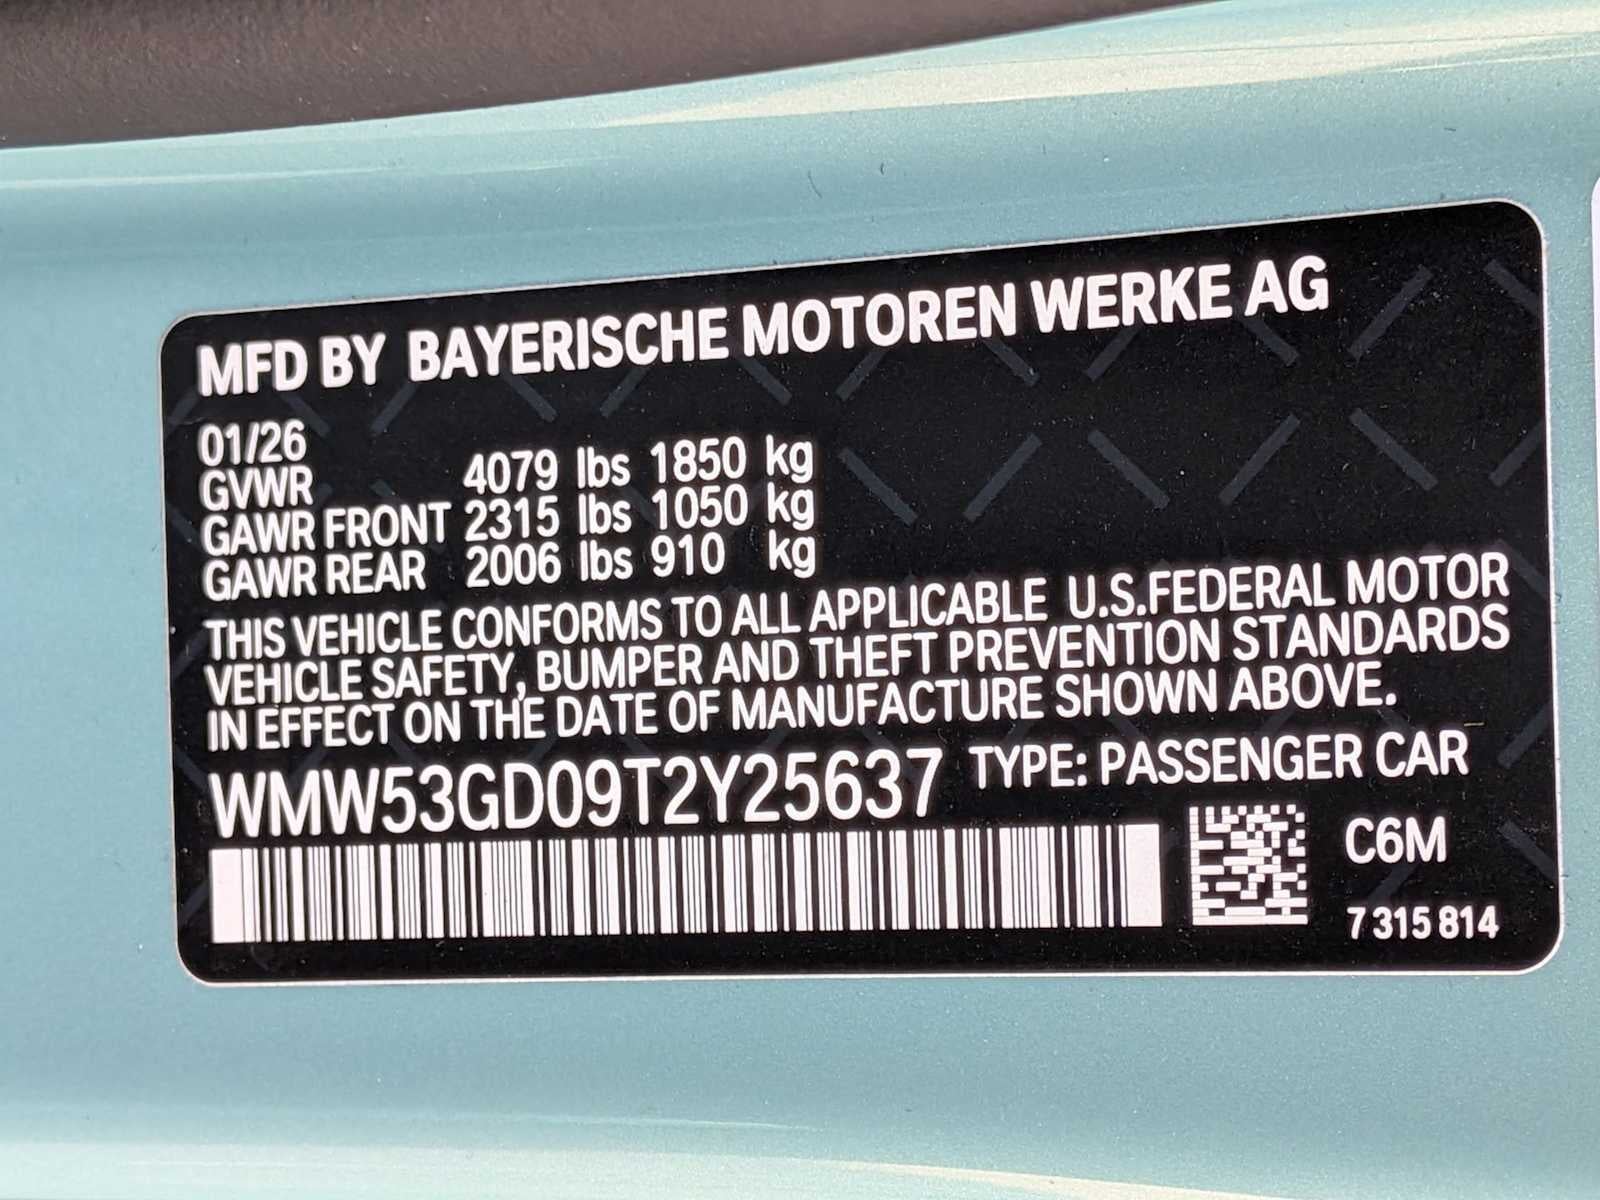 MFD BY BAYERISCHE MOTOREN WERKE AG
01/26
GVWR 4079 lbs 1850 kg
GAWR FRONT 2315 lbs 1050 kg
GAWR REAR 2006 lbs 910 kg
THIS VEHICLE CONFORMS TO ALL APPLICABLE U.S.FEDERAL MOTOR
VEHICLE SAFETY, BUMPER AND THEFT PREVENTION STANDARDS
IN EFFECT ON THE DATE OF MANUFACTURE SHOWN ABOVE.
WMW53GD09T2Y25637 TYPE: PASSENGER CAR
C6M
7 315 814